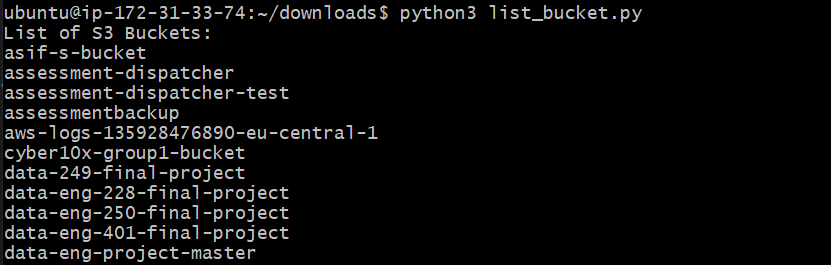 ubuntu@ip-172-31-33-74:~/downloads$ python3 list_bucket.py
List of S3 Buckets:
asif-s-bucket
assessment-dispatcher
assessment-dispatcher-test
assessmentbackup
aws-logs-135928476890-eu-central-1
cyber10x-group1-bucket
data-249-final-project
data-eng-228-final-project
data-eng-250-final-project
data-eng-401-final-project
data-eng-project-master